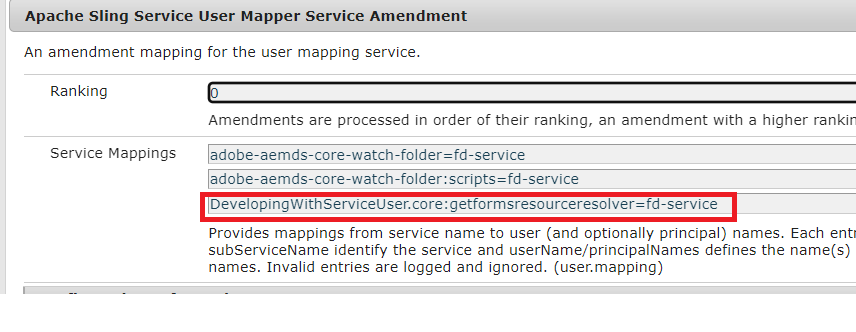 Apache Sling Service User Mapper Service Amendment
An amendment mapping for the user mapping service.
Ranking
0
Amendments are processed in order of their ranking, an amendment with a higher
Service Mappings
adobe-aemds-core-watch-folder=fd-service
adobe-aemds-core-watch-folder:scripts=fd-service
DevelopingWithServiceUser.core:getformsresourceresolver=fd-service
Provides mappings from service name to user (and optionally principal) names. Each
subServiceName identify the service and userName/principalNames defines the name(s)
names. Invalid entries are logged and ignored. (user.mapping)